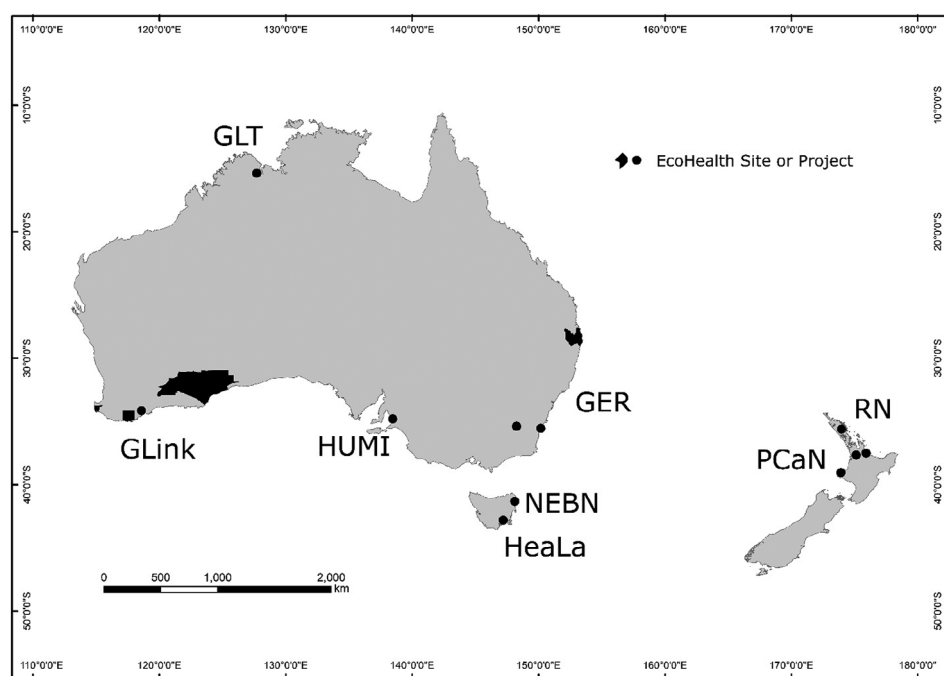 110°0'0"E 120°0'0"E 130°0'0"E 140°0'0"E 150°0'0"E 160°0'0"E 170°0'0"E 180°0'0"
10°0'0"S
10°0'0"S
GLT
EcoHealth Site or Project
20°0'0"S
20°0'0"S
30°0'0"S
30°0'0"S
GER
RN
GLink
HUMI
PCaN
40°0'0"S
40°0'0"S
NEBN
HeaLa
0 500 1,000 2,000
km
50°0'0"S
50°0'0"S
110°0'0"E 120°0'0"E 130°0'0"E 140°0'0"E 150°0'0"E 160°0'0"E 170°0'0"E 180°0'0"